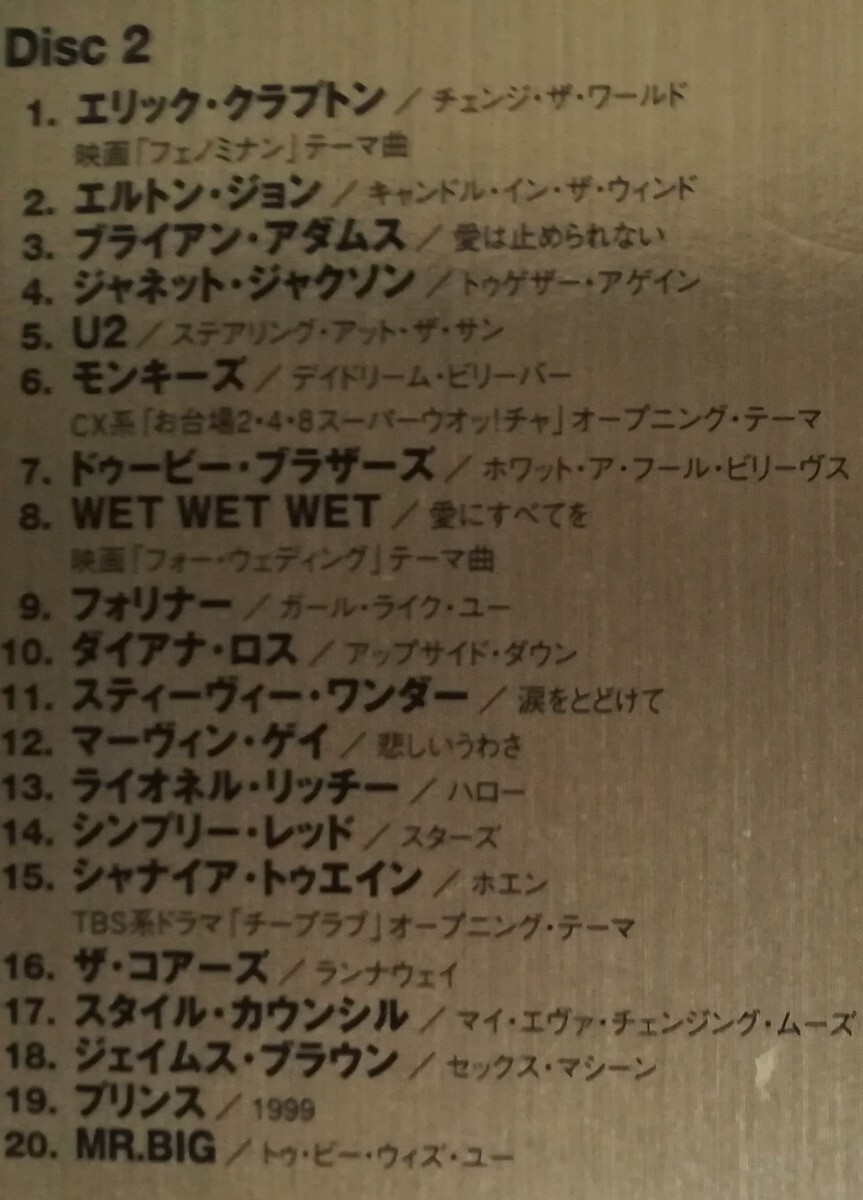 Disc 2
1. エリック・クラプトン / チェンジ・ザ・ワールド
映画「フェノミナン」テーマ曲
2. エルトン・ジョン / キャンドル・イン・ザ・ウィンド
3. ブライアン・アダムス / 愛は止められない
4. ジャネット・ジャクソン / トゥゲザー・アゲイン
5. U2 / ステアリング・アット・ザ・サン
6. モンキーズ / デイドリーム・ビリーバー
CX系「お台場2・4・8スーパーウオッ!チャ」オープニング・テーマ
7. ドゥービー・ブラザーズ / ホワット・ア・フール・ビリーヴス
8. WET WET WET / 愛にすべてを
映画「フォー・ウェディング」テーマ曲
9. フォリナー / ガール・ライク・ユー
10. ダイアナ・ロス / アップサイド・ダウン
11. スティーヴィー・ワンダー / 涙をとどけて
12. マーヴィン・ゲイ / 悲しいうわさ
13. ライオネル・リッチー / ハロー
14. シンプリー・レッド / スターズ
15. シャナイア・トゥエイン / ホエン
TBS系ドラマ「チープラブ」オープニング・テーマ
16. ザ・コアーズ / ランナウェイ
17. スタイル・カウンシル / マイ・エヴァ・チェンジング・ムーズ
18. ジェイムス・ブラウン / セックス・マシーン
19. プリンス / 1999
20. MR.BIG / トゥ・ビー・ウィズ・ユー